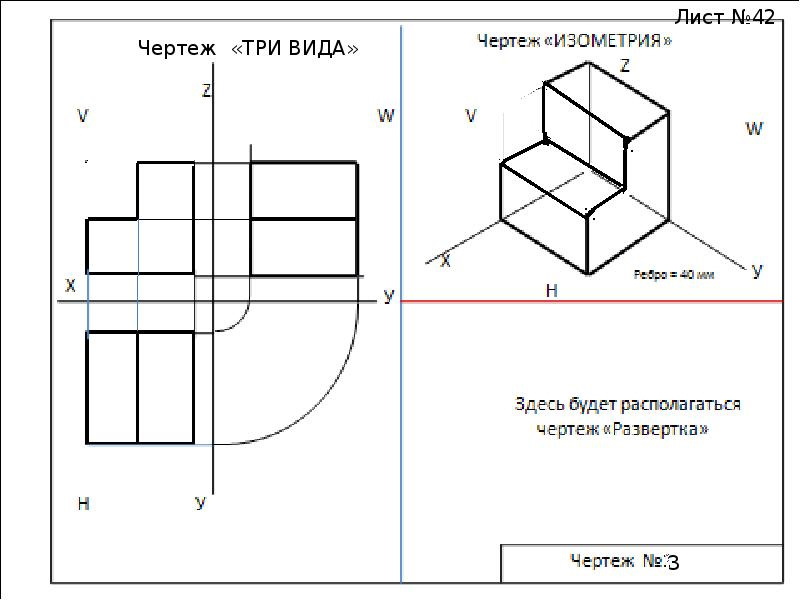 Лист №42
Чертеж «ТРИ ВИДА»
Z
V
W
X
У
Н
У
Чертеж «ИЗОМЕТРИЯ»
Z
V
W
X
У
Н
Ребро = 40 мм
Здесь будет располагаться
чертеж «Развертка»
Чертеж №3